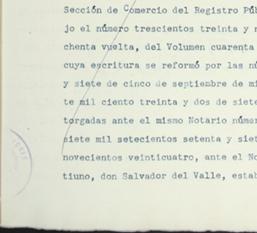 Sección de Comercio del Registro Púb
jo el número trescientos treinta y n
chenta vuelta, del Volumen cuarenta
cuya escritura se reformó por las nú
y siete de cinco de septiembre de mi
te mil ciento treinta y dos de siete
torgadas ante el mismo Notario númer
siete mil setecientos setenta y siet
novecientos veinticuatro, ante el No
tiuno, don Salvador del Valle, estab